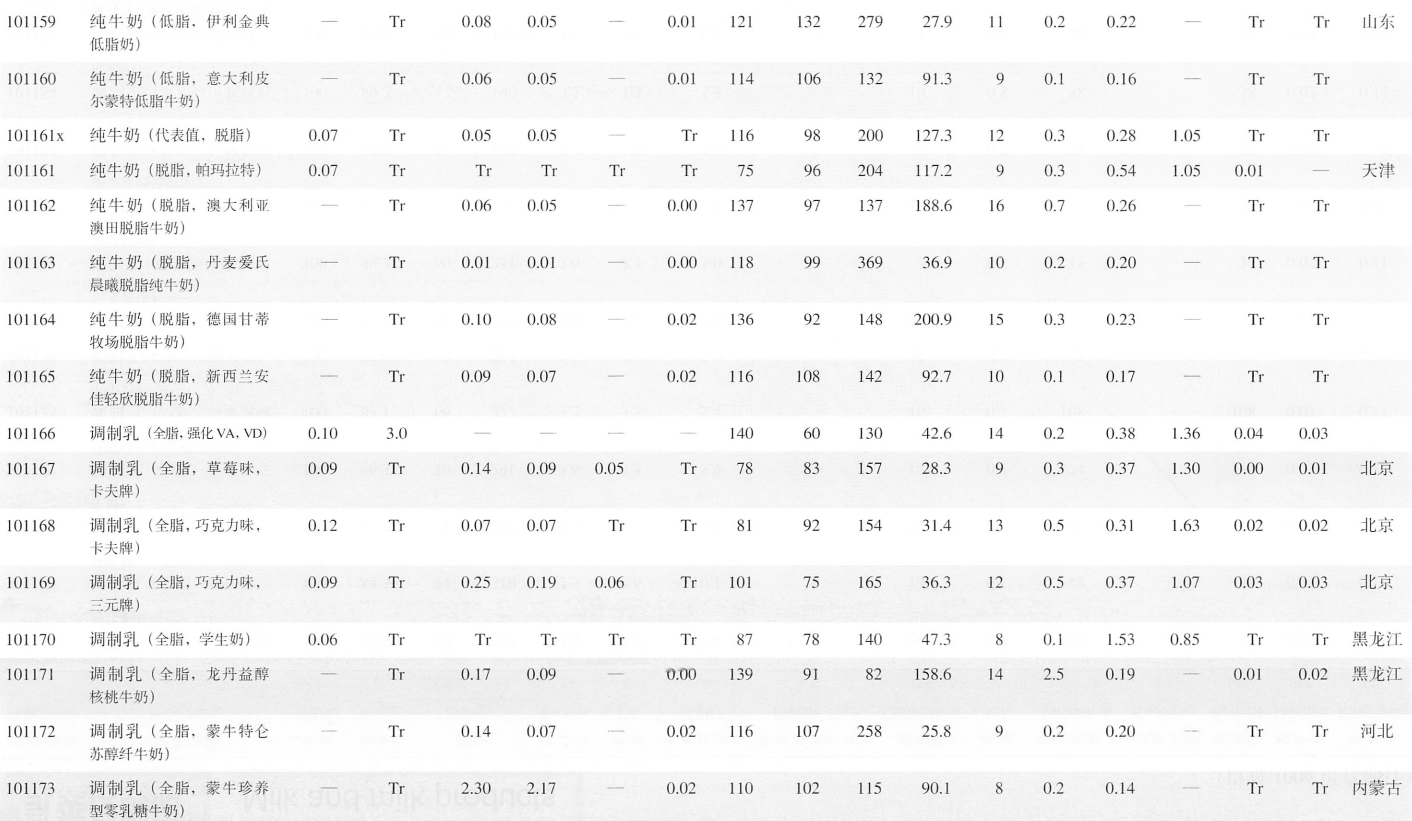 101159 纯牛奶（低脂，伊利金典 — Tr 0.08 0.05 — 0.01 121 132 279 27.9 11 0.2 0.22 — Tr Tr 山东
低脂奶）
101160 纯牛奶（低脂，意大利皮 — Tr 0.06 0.05 — 0.01 114 106 132 91.3 9 0.1 0.16 — Tr Tr
尔蒙特低脂牛奶）
101161x 纯牛奶（代表值，脱脂） 0.07 Tr 0.05 0.05 — Tr 116 98 200 127.3 12 0.3 0.28 1.05 Tr Tr
101161 纯牛奶（脱脂，帕玛拉特） 0.07 Tr Tr Tr Tr Tr 75 96 204 117.2 9 0.3 0.54 1.05 0.01 — 天津
101162 纯牛奶（脱脂，澳大利亚 — Tr 0.06 0.05 — 0.00 137 97 137 188.6 16 0.7 0.26 — Tr Tr
澳田脱脂牛奶）
101163 纯牛奶（脱脂，丹麦爱氏 — Tr 0.01 0.01 — 0.00 118 99 369 36.9 10 0.2 0.20 — Tr Tr
晨曦脱脂纯牛奶）
101164 纯牛奶（脱脂，德国甘蒂 — Tr 0.10 0.08 — 0.02 136 92 148 200.9 15 0.3 0.23 — Tr Tr
牧场脱脂牛奶）
101165 纯牛奶（脱脂，新西兰安 — Tr 0.09 0.07 — 0.02 116 108 142 92.7 10 0.1 0.17 — Tr Tr
佳轻欣脱脂牛奶）
101166 调制乳（全脂，强化 VA，VD） 0.10 3.0 — — — — 140 60 130 42.6 14 0.2 0.38 1.36 0.04 0.03
101167 调制乳（全脂，草莓味， 0.09 Tr 0.14 0.09 0.05 Tr 78 83 157 28.3 9 0.3 0.37 1.30 0.00 0.01 北京
卡夫牌）
101168 调制乳（全脂，巧克力味， 0.12 Tr 0.07 0.07 Tr Tr 81 92 154 31.4 13 0.5 0.31 1.63 0.02 0.02 北京
卡夫牌）
101169 调制乳（全脂，巧克力味， 0.09 Tr 0.25 0.19 0.06 Tr 101 75 165 36.3 12 0.5 0.37 1.07 0.03 0.03 北京
三元牌）
101170 调制乳（全脂，学生奶） 0.06 Tr Tr Tr Tr Tr 87 78 140 47.3 8 0.1 1.53 0.85 Tr Tr 黑龙江
101171 调制乳（全脂，龙丹益醇 — Tr 0.17 0.09 — 0.00 139 91 82 158.6 14 2.5 0.19 — 0.01 0.02 黑龙江
核桃牛奶）
101172 调制乳（全脂，蒙牛特仑 — Tr 0.14 0.07 — 0.02 116 107 258 25.8 9 0.2 0.20 — Tr Tr 河北
苏醇纤牛奶）
101173 调制乳（全脂，蒙牛珍养 — Tr 2.30 2.17 — 0.02 110 102 115 90.1 8 0.2 0.14 — Tr Tr 内蒙古
型零乳糖牛奶）